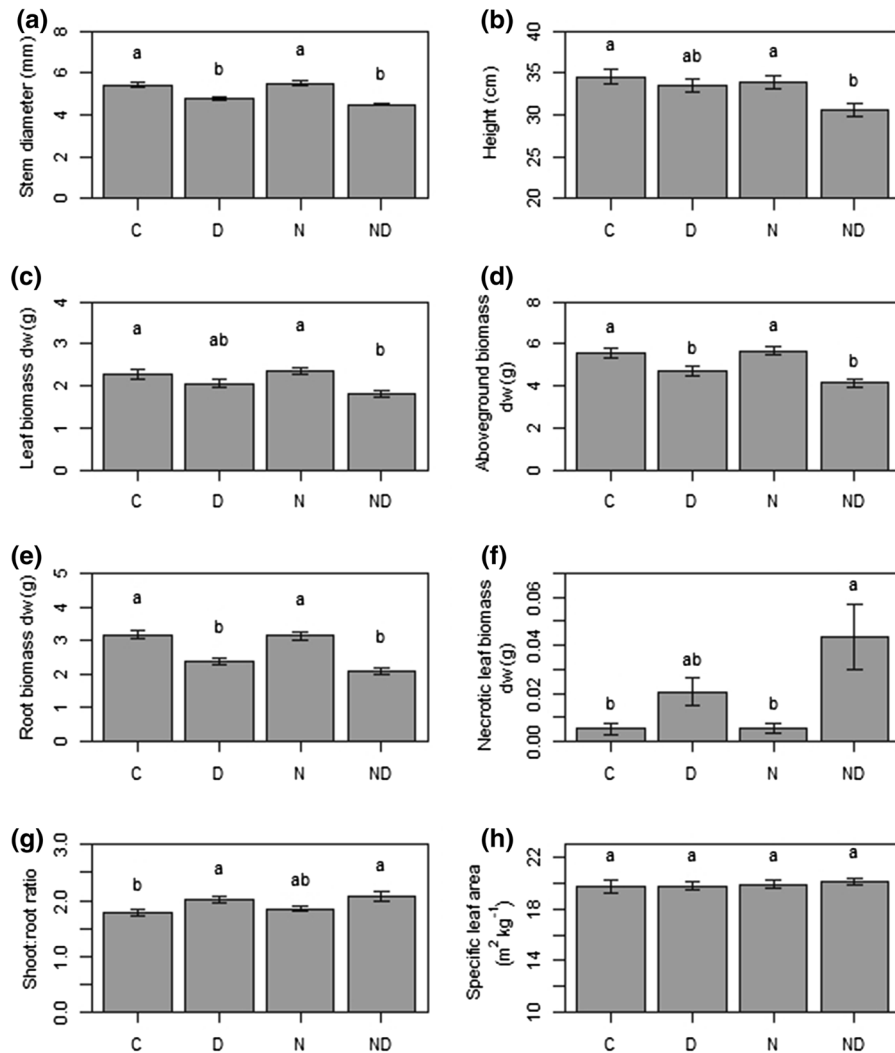 (a)
Stem diameter (mm)
8
6
4
2
0
a
b
a
b
C D N ND
(b)
Height (cm)
40
35
30
25
20
a
ab
a
b
C D N ND
(c)
Leaf biomass dw(g)
4
3
2
1
0
a
ab
a
b
C D N ND
(d)
Aboveground biomass
dw(g)
8
6
4
2
0
a
b
a
b
C D N ND
(e)
Root biomass dw(g)
5
4
3
2
1
0
a
b
a
b
C D N ND
(f)
Necrotic leaf biomass
dw(g)
0.06
0.04
0.02
0.00
b
ab
b
a
C D N ND
(g)
Shoot:root ratio
3.0
2.0
1.0
0.0
b
a
ab
a
C D N ND
(h)
Specific leaf area
(m² kg⁻¹)
22
18
14
10
a
a
a
a
C D N ND